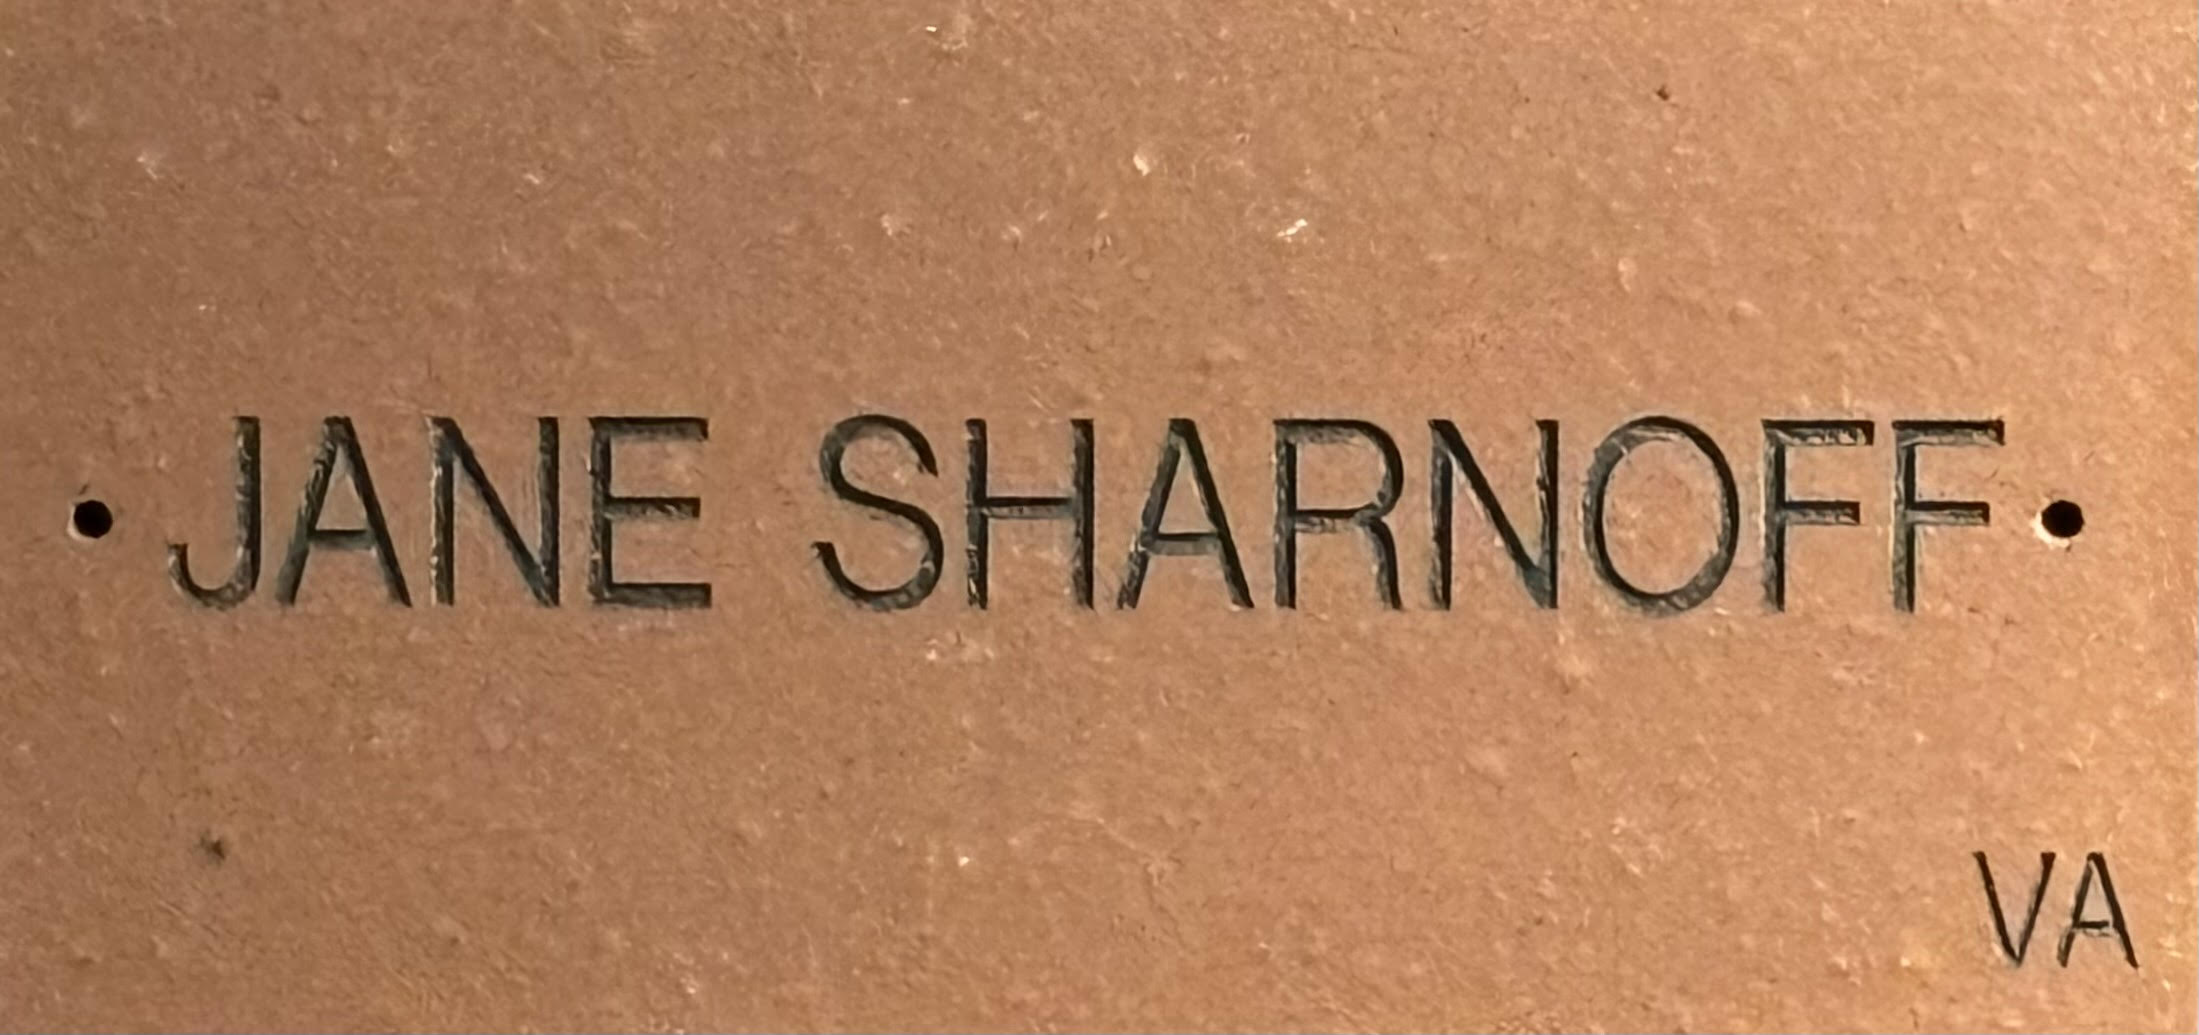 • JANE SHARNOFF •
VA